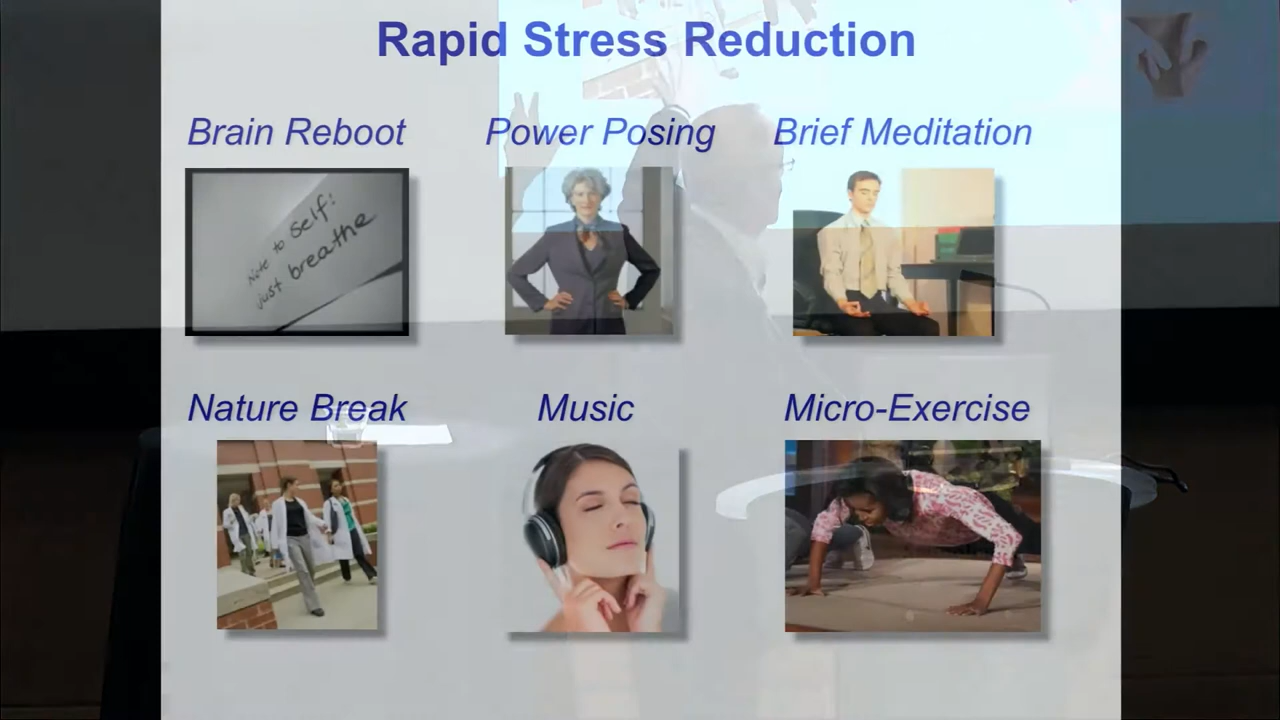 Rapid Stress Reduction
Brain Reboot
Power Posing
Brief Meditation
Note to Self:
just breathe
Nature Break
Music
Micro-Exercise